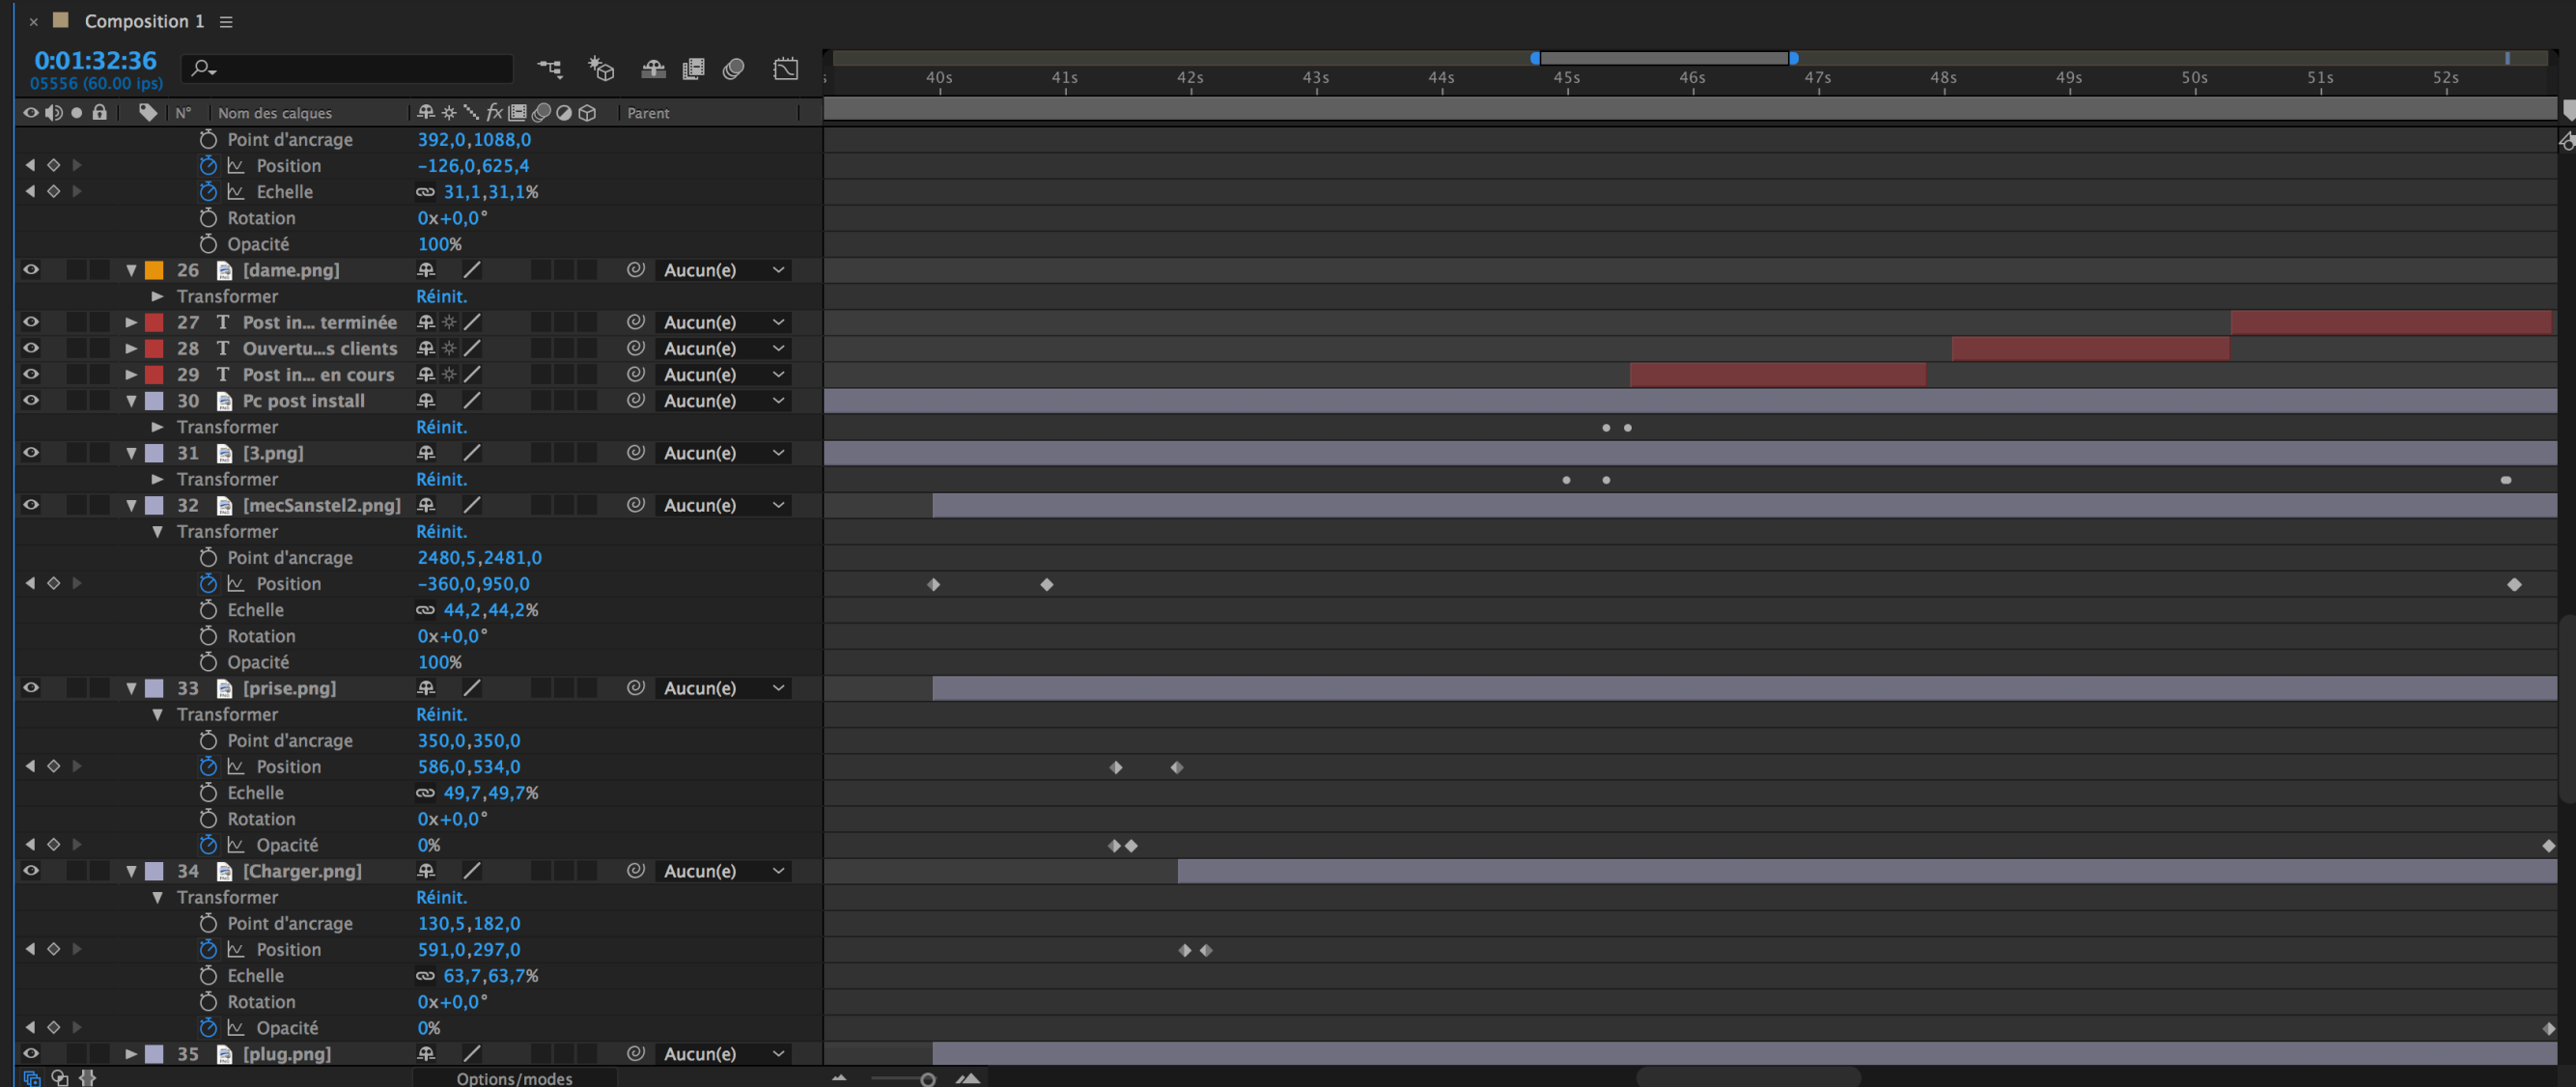 Composition 1
0:01:32:36
05556 (60.00 ips)
40s 41s 42s 43s 44s 45s 46s 47s 48s 49s 50s 51s 52s
N° Nom des calques fx Parent
Point d'ancrage 392,0,1088,0
Position -126,0,625,4
Echelle 31,1,31,1%
Rotation 0x+0,0°
Opacité 100%
26 [dame.png] Aucun(e)
Transformer Réinit.
27 T Post in... terminée Aucun(e)
28 T Ouvertu...s clients Aucun(e)
29 T Post in... en cours Aucun(e)
30 Pc post install Aucun(e)
Transformer Réinit.
31 [3.png] Aucun(e)
Transformer Réinit.
32 [mecSanstel2.png] Aucun(e)
Transformer Réinit.
Point d'ancrage 2480,5,2481,0
Position -360,0,950,0
Echelle 44,2,44,2%
Rotation 0x+0,0°
Opacité 100%
33 [prise.png] Aucun(e)
Transformer Réinit.
Point d'ancrage 350,0,350,0
Position 586,0,534,0
Echelle 49,7,49,7%
Rotation 0x+0,0°
Opacité 0%
34 [Charger.png] Aucun(e)
Transformer Réinit.
Point d'ancrage 130,5,182,0
Position 591,0,297,0
Echelle 63,7,63,7%
Rotation 0x+0,0°
Opacité 0%
35 [plug.png] Aucun(e)
Options/modes